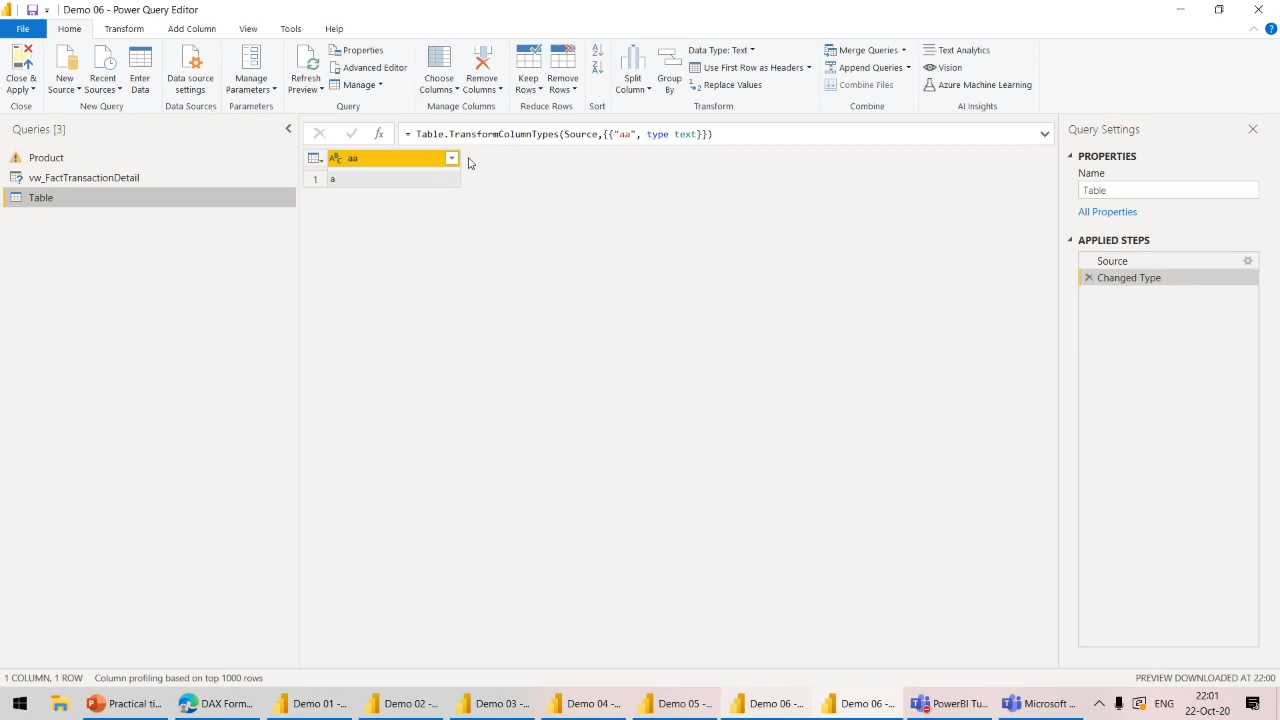 Demo 06 - Power Query Editor
File
Home
Transform
Add Column
View
Tools
Help
Close &
Apply
New
Source
Recent
Sources
Enter
Data
Data source
settings
Manage
Parameters
Refresh
Preview
Properties
Advanced Editor
Manage
Choose
Columns
Remove
Columns
Keep
Rows
Remove
Rows
Split
Column
Group
By
Data Type: Text
Use First Row as Headers
Replace Values
Merge Queries
Append Queries
Combine Files
Text Analytics
Vision
Azure Machine Learning
Close
New Query
Data Sources
Parameters
Query
Manage Columns
Reduce Rows
Sort
Transform
Combine
AI Insights
Queries [3]
Product
vw_FactTransactionDetail
Table
= Table.TransformColumnTypes(Source,{{"aa", type text}})
ABC aa
1 a
Query Settings
PROPERTIES
Name
Table
All Properties
APPLIED STEPS
Source
Changed Type
1 COLUMN, 1 ROW
Column profiling based on top 1000 rows
PREVIEW DOWNLOADED AT 22:00
Practical ti...
DAX Form...
Demo 01 -...
Demo 02 -...
Demo 03 -...
Demo 04 -...
Demo 05 -...
Demo 06 -...
Demo 06 -...
PowerBI Tu...
Microsoft ...
ENG
22:01
22-Oct-20